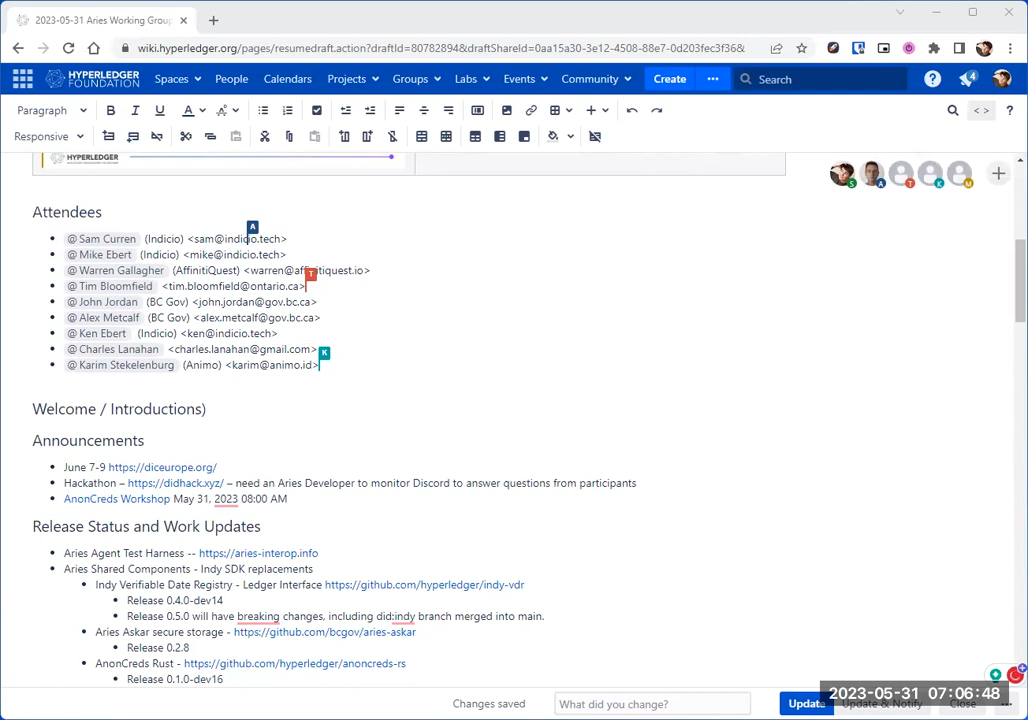 2023-05-31 Aries Working Group
wiki.hyperledger.org/pages/resumedraft.action?draftId=80782894&draftShareId=0aa15a30-3e12-4508-88e7-0d203fec3f36&
HYPERLEDGER FOUNDATION Spaces People Calendars Projects Groups Labs Events Community Create ••• Search ? 4
Paragraph B I U A <> ?
Responsive
HYPERLEDGER
S A T K M
Attendees
A
• @Sam Curren (Indicio) <sam@indicio.tech>
• @Mike Ebert (Indicio) <mike@indicio.tech>
• @Warren Gallagher (AffinitiQuest) <warren@affinitiquest.io>
T
• @Tim Bloomfield <tim.bloomfield@ontario.ca>
• @John Jordan (BC Gov) <john.jordan@gov.bc.ca>
• @Alex Metcalf (BC Gov) <alex.metcalf@gov.bc.ca>
• @Ken Ebert (Indicio) <ken@indicio.tech>
• @Charles Lanahan <charles.lanahan@gmail.com>
K
• @Karim Stekelenburg (Animo) <karim@animo.id>
Welcome / Introductions)
Announcements
• June 7-9 https://diceurope.org/
• Hackathon – https://didhack.xyz/ – need an Aries Developer to monitor Discord to answer questions from participants
• AnonCreds Workshop May 31, 2023 08:00 AM
Release Status and Work Updates
• Aries Agent Test Harness -- https://aries-interop.info
• Aries Shared Components - Indy SDK replacements
• Indy Verifiable Date Registry - Ledger Interface https://github.com/hyperledger/indy-vdr
• Release 0.4.0-dev14
• Release 0.5.0 will have breaking changes, including did:indy branch merged into main.
• Aries Askar secure storage - https://github.com/bcgov/aries-askar
• Release 0.2.8
• AnonCreds Rust - https://github.com/hyperledger/anoncreds-rs
• Release 0.1.0-dev16
Changes saved What did you change? Update Update & Notify Close •••
2023-05-31 07:06:48